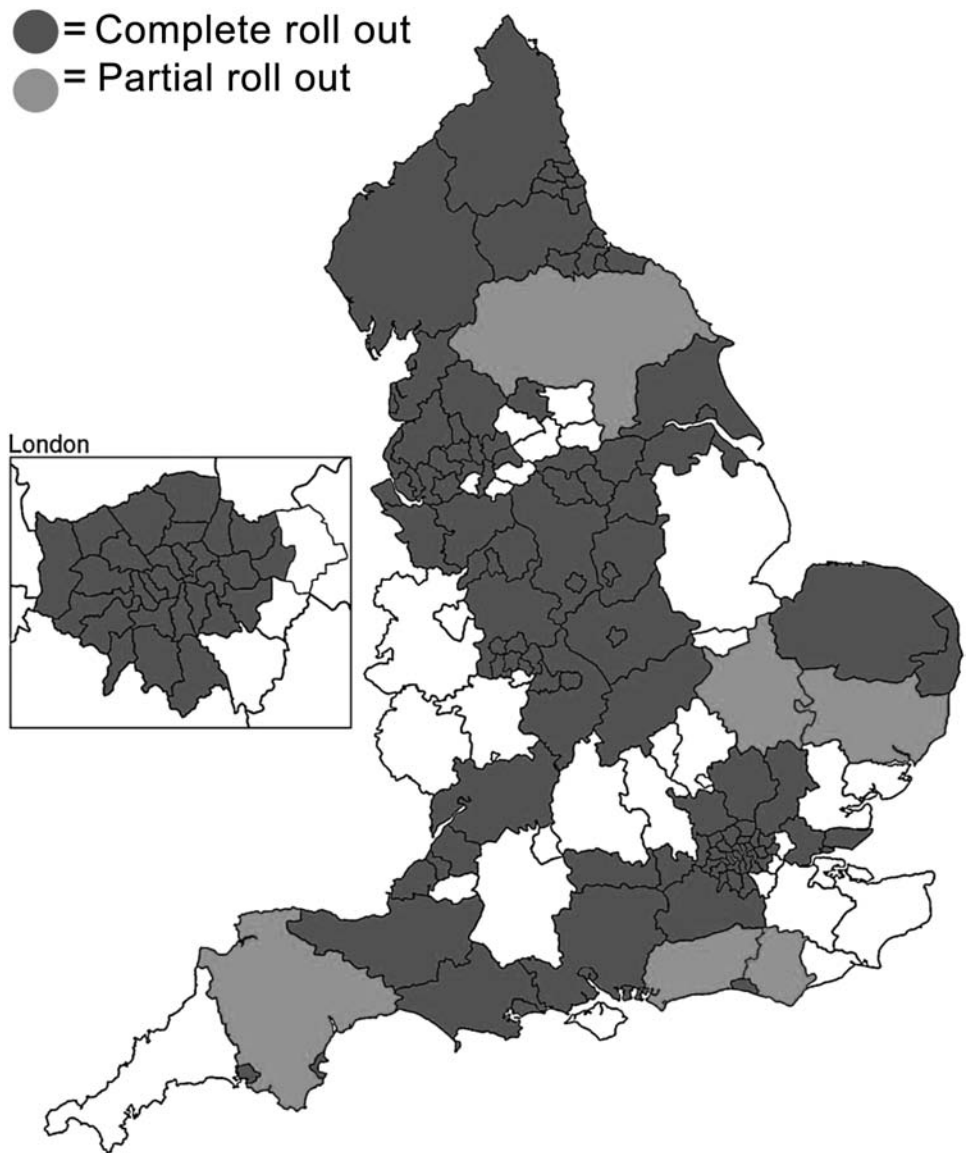 = Complete roll out
= Partial roll out
London